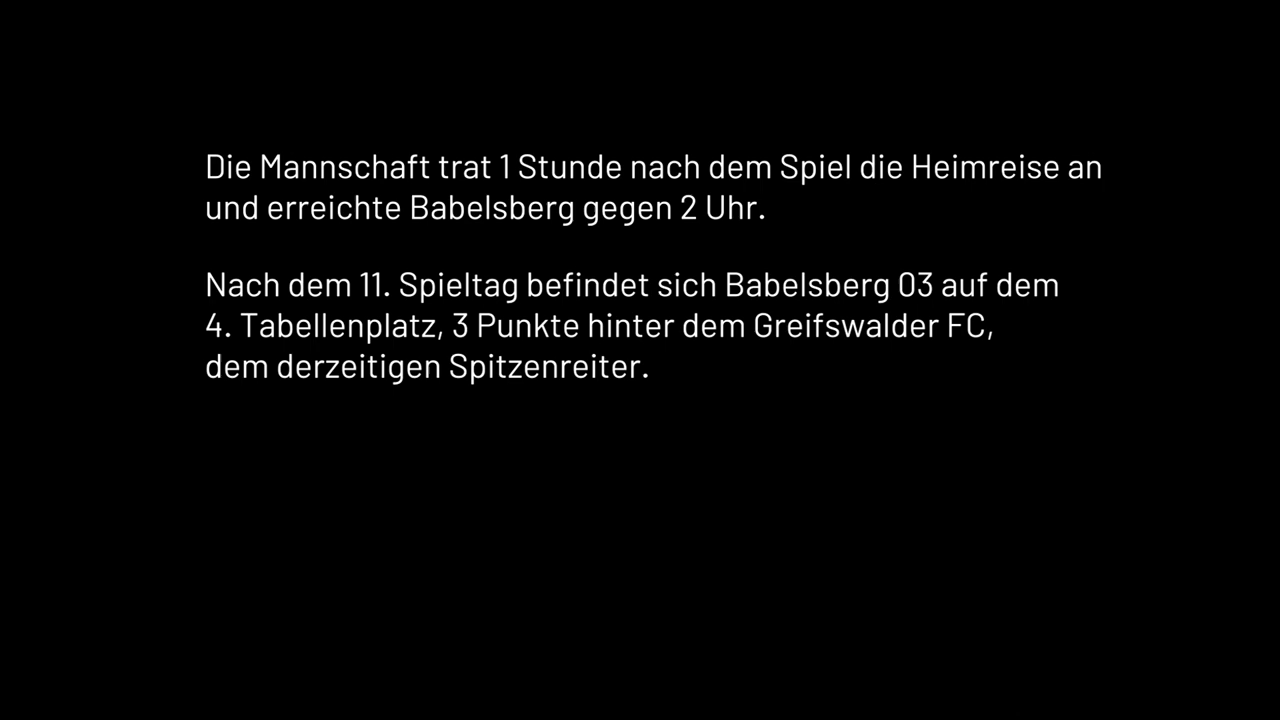 Die Mannschaft trat 1 Stunde nach dem Spiel die Heimreise an
und erreichte Babelsberg gegen 2 Uhr.
Nach dem 11. Spieltag befindet sich Babelsberg 03 auf dem
4. Tabellenplatz, 3 Punkte hinter dem Greifswalder FC,
dem derzeitigen Spitzenreiter.